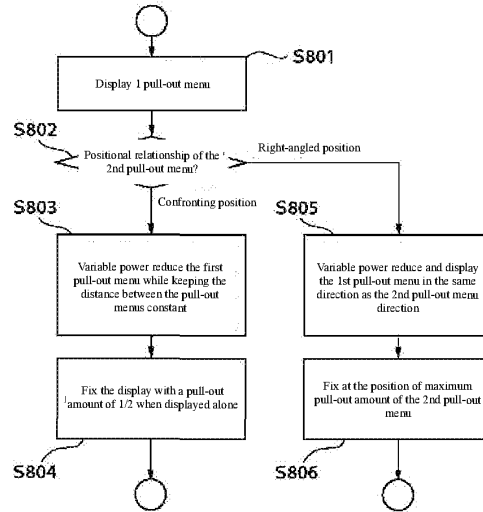 S801
Display 1 pull-out menu
S802
Positional relationship of the
2nd pull-out menu?
Right-angled position
Confronting position
S803
Variable power reduce the first
pull-out menu while keeping the
distance between the pull-out
menus constant
S805
Variable power reduce and display
the 1st pull-out menu in the same
direction as the 2nd pull-out menu
direction
Fix the display with a pull-out
amount of 1/2 when displayed alone
S804
Fix at the position of maximum
pull-out amount of the 2nd pull-out
menu
S806